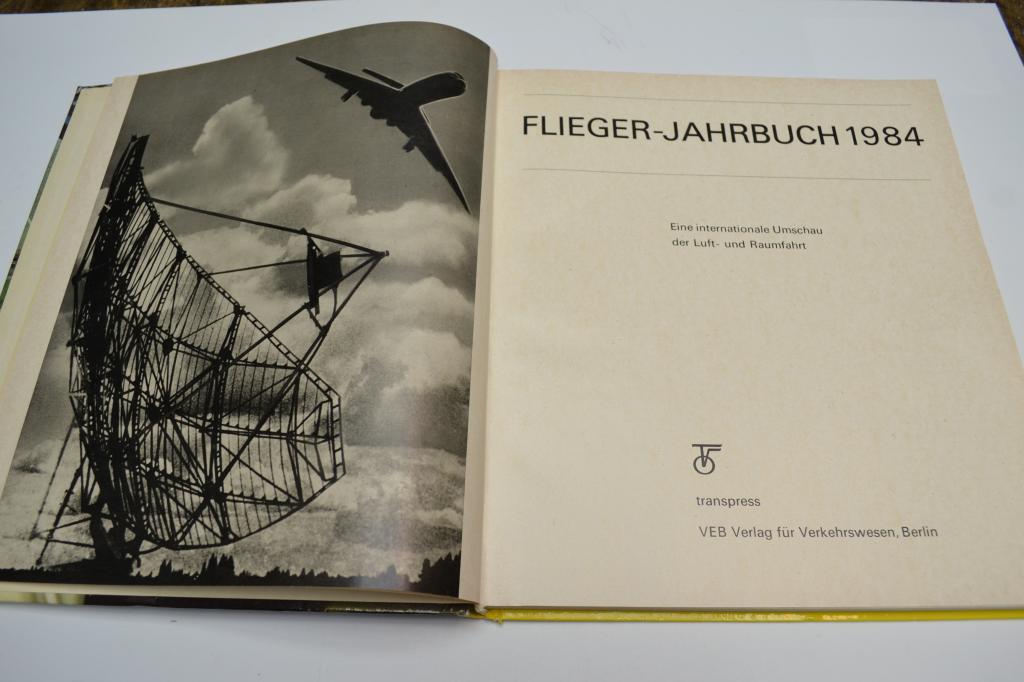 FLIEGER-JAHRBUCH 1984
Eine internationale Umschau
der Luft- und Raumfahrt
transpress
VEB Verlag für Verkehrswesen, Berlin